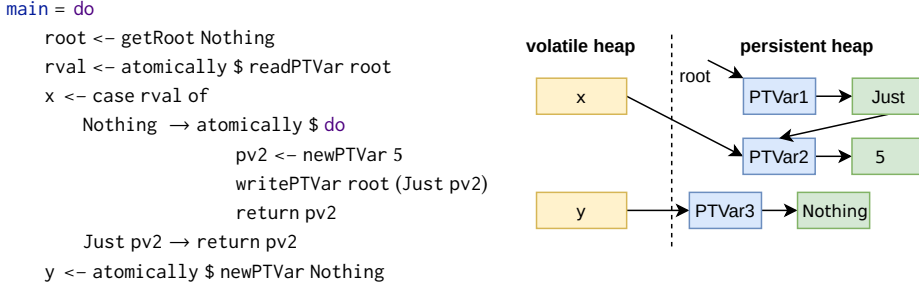 main = do
root <- getRoot Nothing
rval <- atomically $ readPTVar root
x <- case rval of
Nothing → atomically $ do
pv2 <- newPTVar 5
writePTVar root (Just pv2)
return pv2
Just pv2 → return pv2
y <- atomically $ newPTVar Nothing
volatile heap persistent heap
root
x PTVar1 Just
PTVar2 5
y PTVar3 Nothing